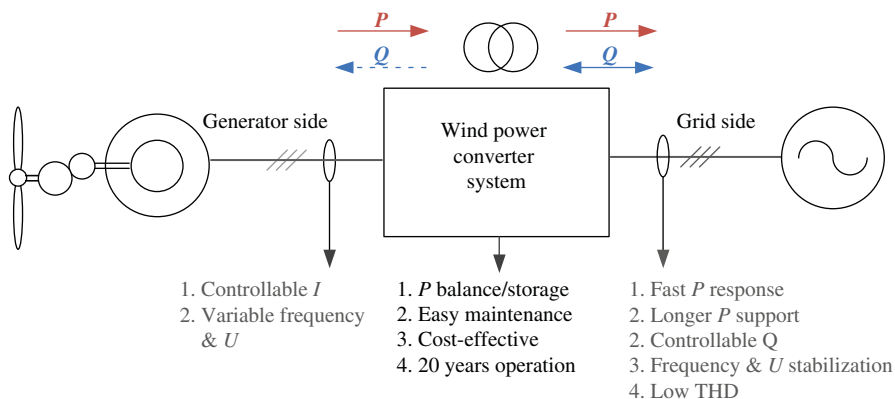 P
P
Q
Q
Generator side
Wind power
converter
system
Grid side
1. Controllable I
2. Variable frequency
& U
1. P balance/storage
2. Easy maintenance
3. Cost-effective
4. 20 years operation
1. Fast P response
2. Longer P support
2. Controllable Q
3. Frequency & U stabilization
4. Low THD